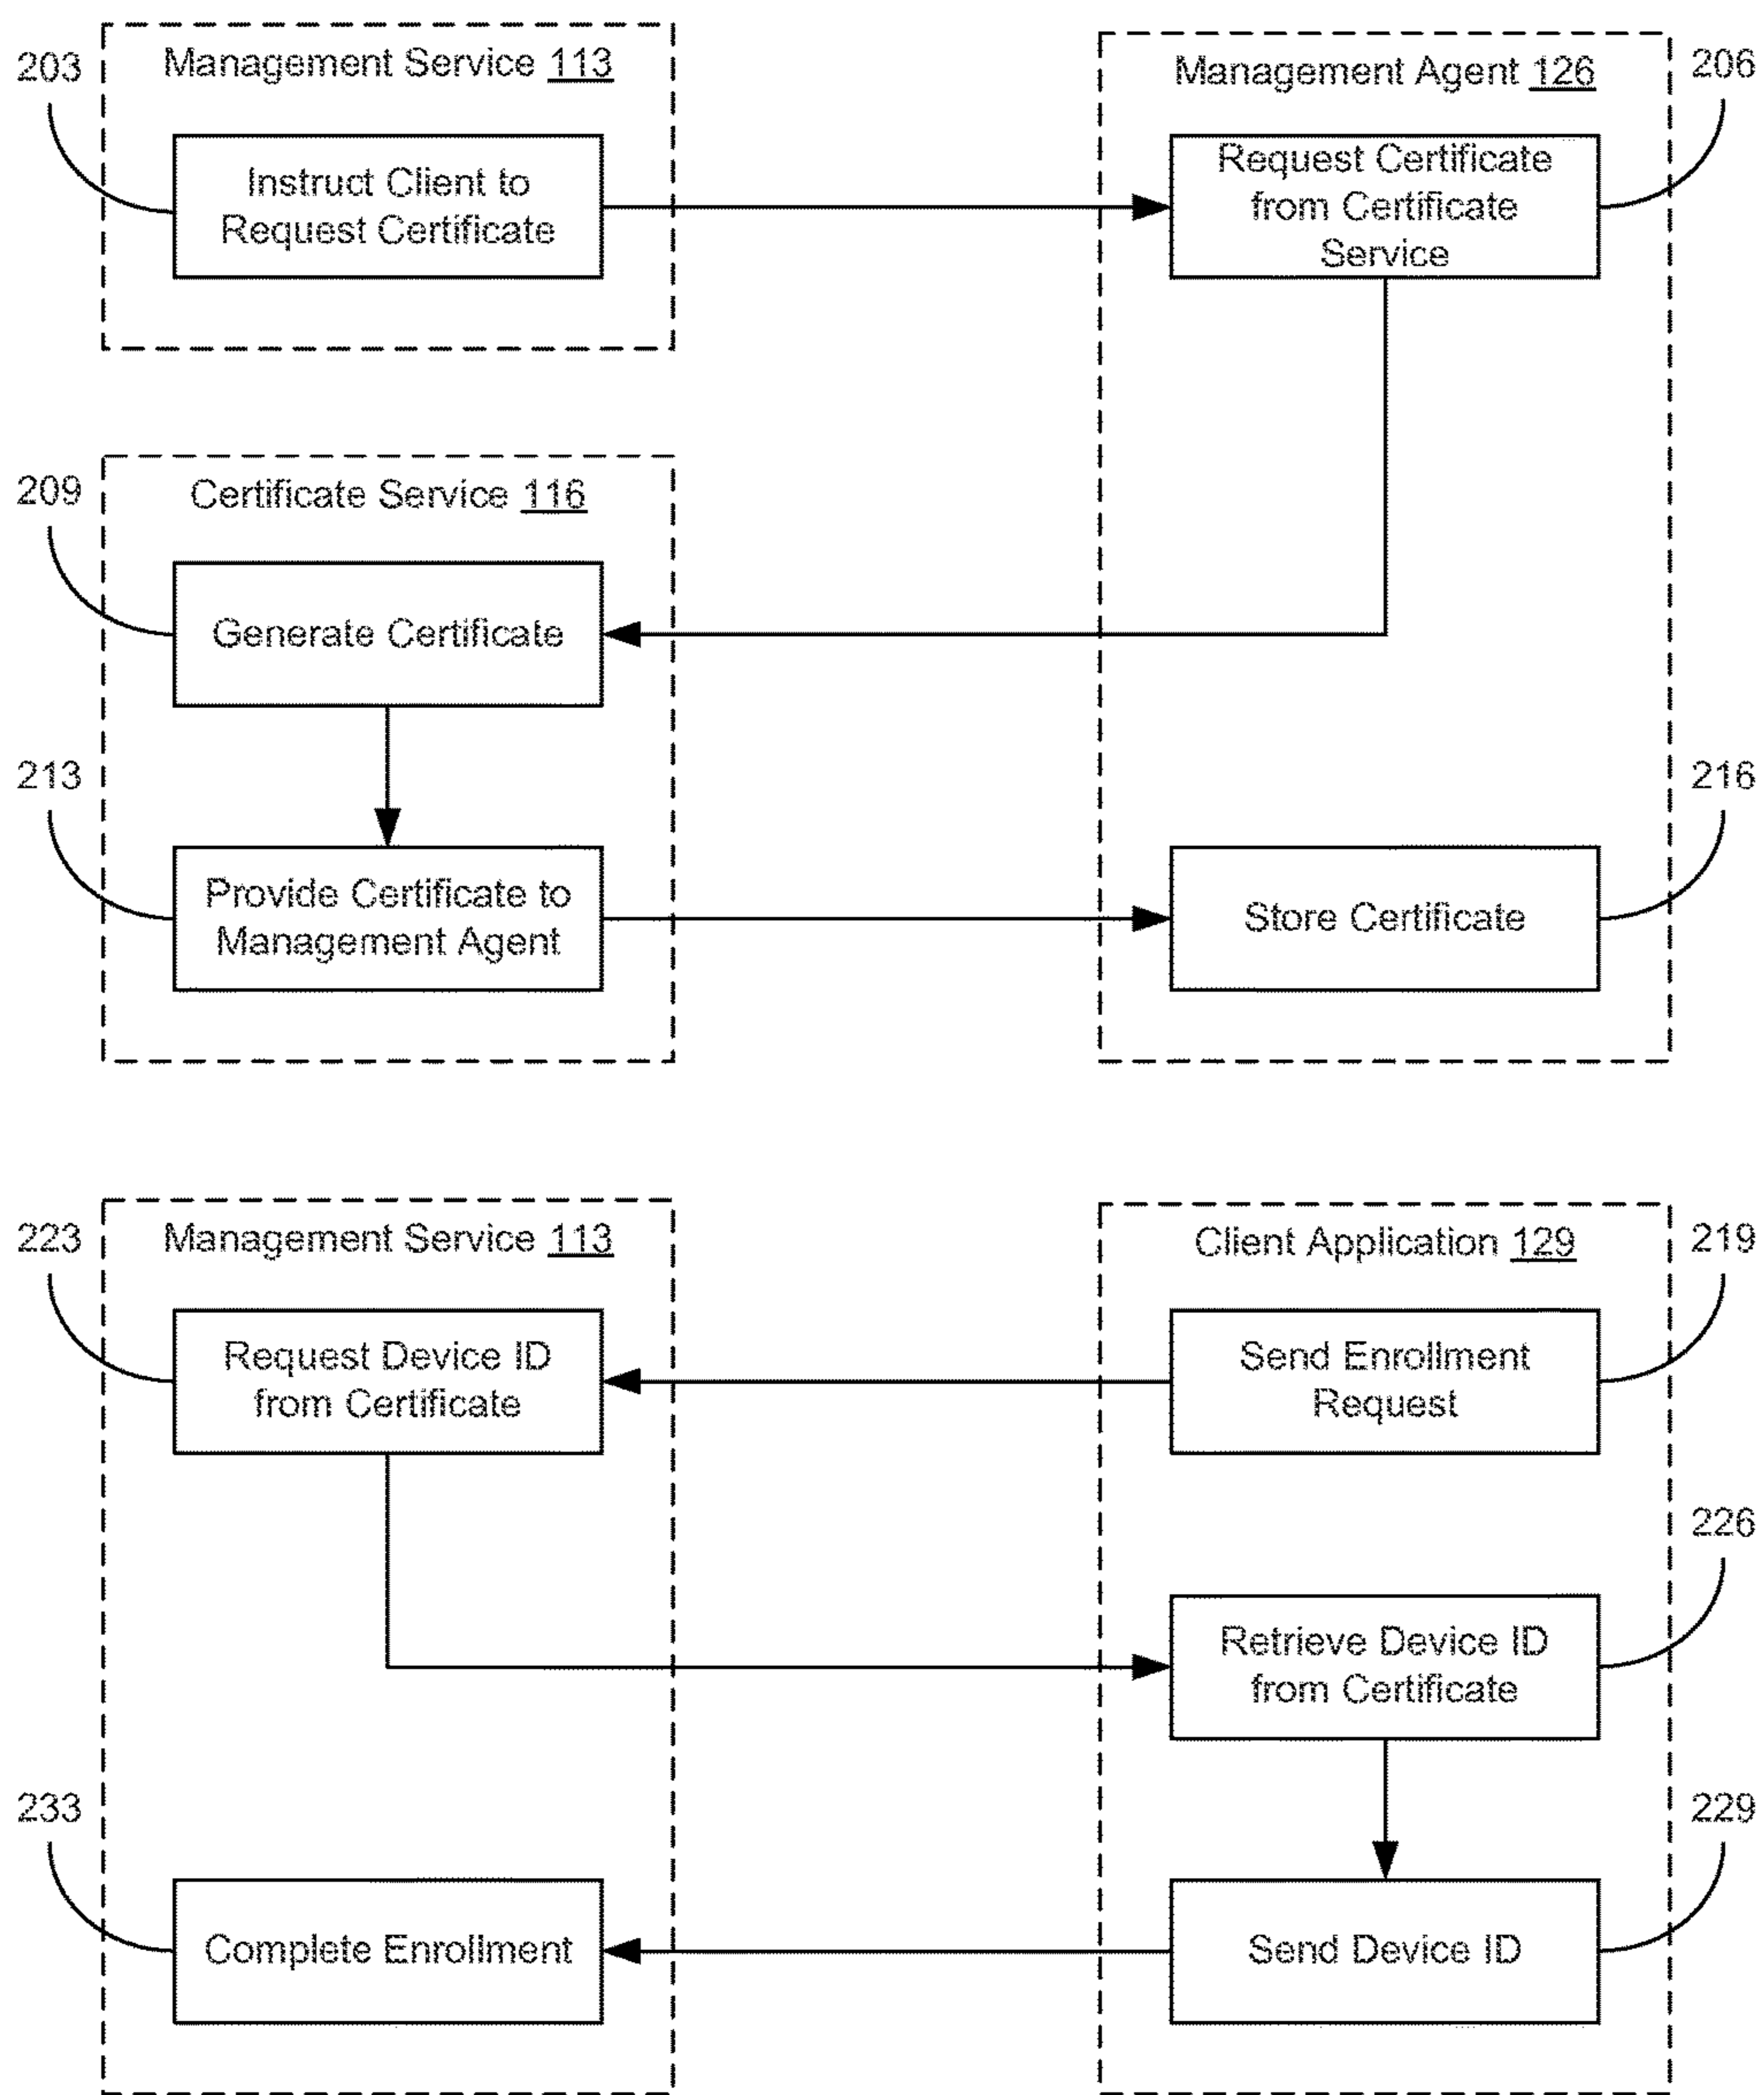 203
Management Service 113
Management Agent 126
206
Instruct Client to
Request Certificate
Request Certificate
from Certificate
Service
209
Certificate Service 116
Generate Certificate
213
216
Provide Certificate to
Management Agent
Store Certificate
223
Management Service 113
Client Application 129
219
Request Device ID
from Certificate
Send Enrollment
Request
226
Retrieve Device ID
from Certificate
233
229
Complete Enrollment
Send Device ID